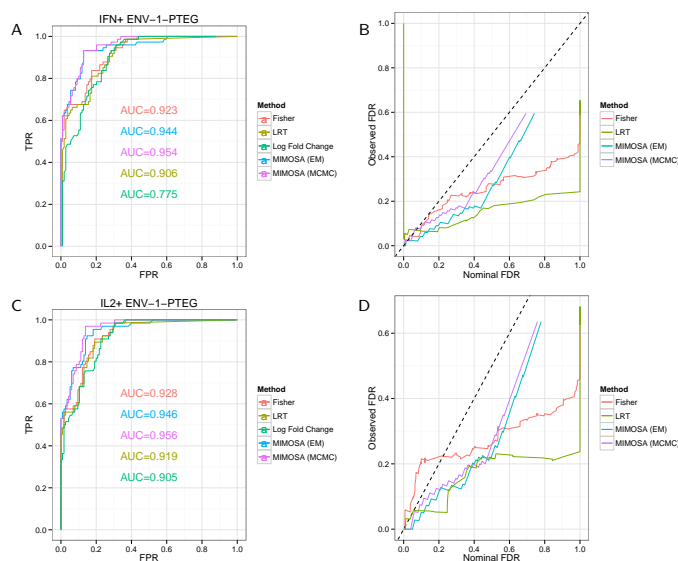 A
IFN+ ENV−1−PTEG
TPR
1.0
0.8
0.6
0.4
0.2
0.0
AUC=0.923
AUC=0.944
AUC=0.954
AUC=0.906
AUC=0.775
0.0 0.2 0.4 0.6 0.8 1.0
FPR
Method
Fisher
LRT
Log Fold Change
MIMOSA (EM)
MIMOSA (MCMC)
B
Observed FDR
1.0
0.8
0.6
0.4
0.2
0.0
0.0 0.2 0.4 0.6 0.8 1.0
Nominal FDR
Method
Fisher
LRT
MIMOSA (EM)
MIMOSA (MCMC)
C
IL2+ ENV−1−PTEG
TPR
1.0
0.8
0.6
0.4
0.2
0.0
AUC=0.928
AUC=0.946
AUC=0.956
AUC=0.919
AUC=0.905
0.0 0.2 0.4 0.6 0.8 1.0
FPR
Method
Fisher
LRT
Log Fold Change
MIMOSA (EM)
MIMOSA (MCMC)
D
Observed FDR
0.8
0.6
0.4
0.2
0.0
0.0 0.2 0.4 0.6 0.8 1.0
Nominal FDR
Method
Fisher
LRT
MIMOSA (EM)
MIMOSA (MCMC)